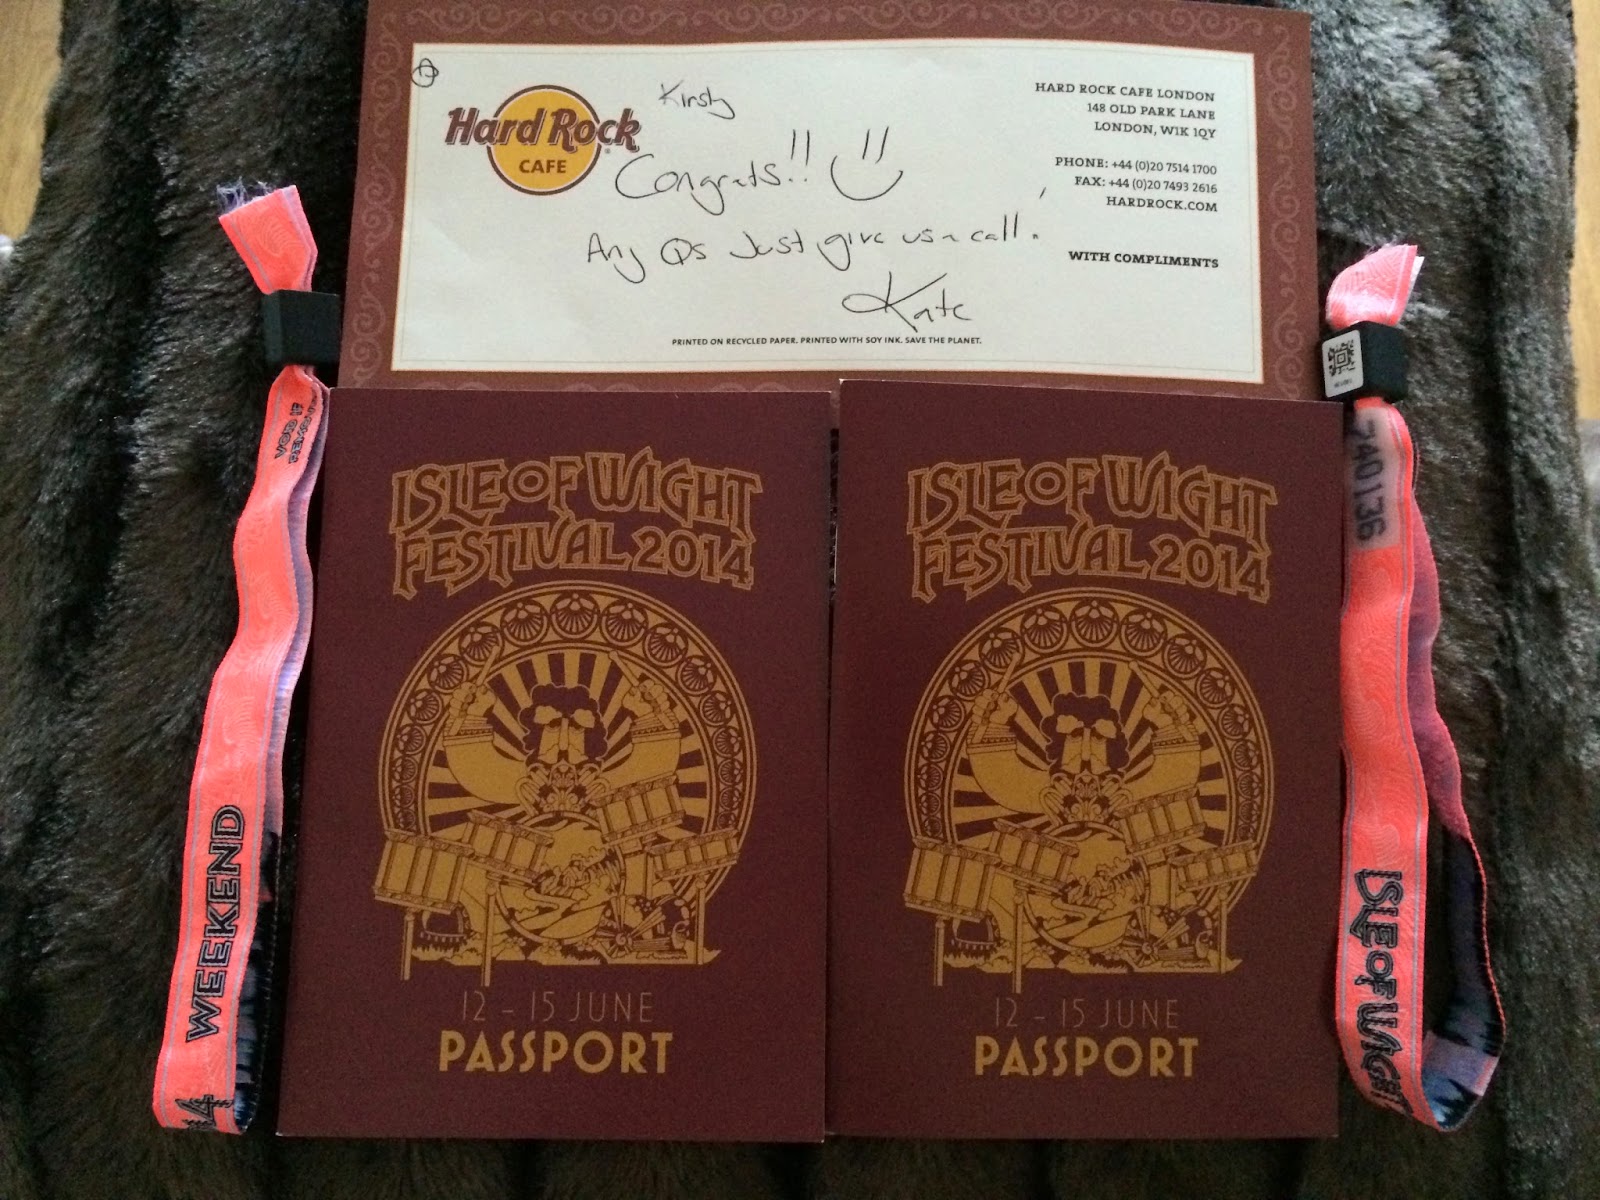 Hard Rock
CAFE
Kirsty
Congrats!!
Any Qs Just give us a call!
Kate
HARD ROCK CAFE LONDON
148 OLD PARK LANE
LONDON, W1K 1QY
PHONE: +44 (0)20 7514 1700
FAX: +44 (0)20 7493 2616
HARDROCK.COM
WITH COMPLIMENTS
PRINTED ON RECYCLED PAPER. PRINTED WITH SOY INK. SAVE THE PLANET.
VOID IF
WEEKEND
ISLE OF WIGHT
FESTIVAL 2014
12 - 15 JUNE
PASSPORT
ISLE OF WIGHT
FESTIVAL 2014
12 - 15 JUNE
PASSPORT
ISLE OF WIGHT